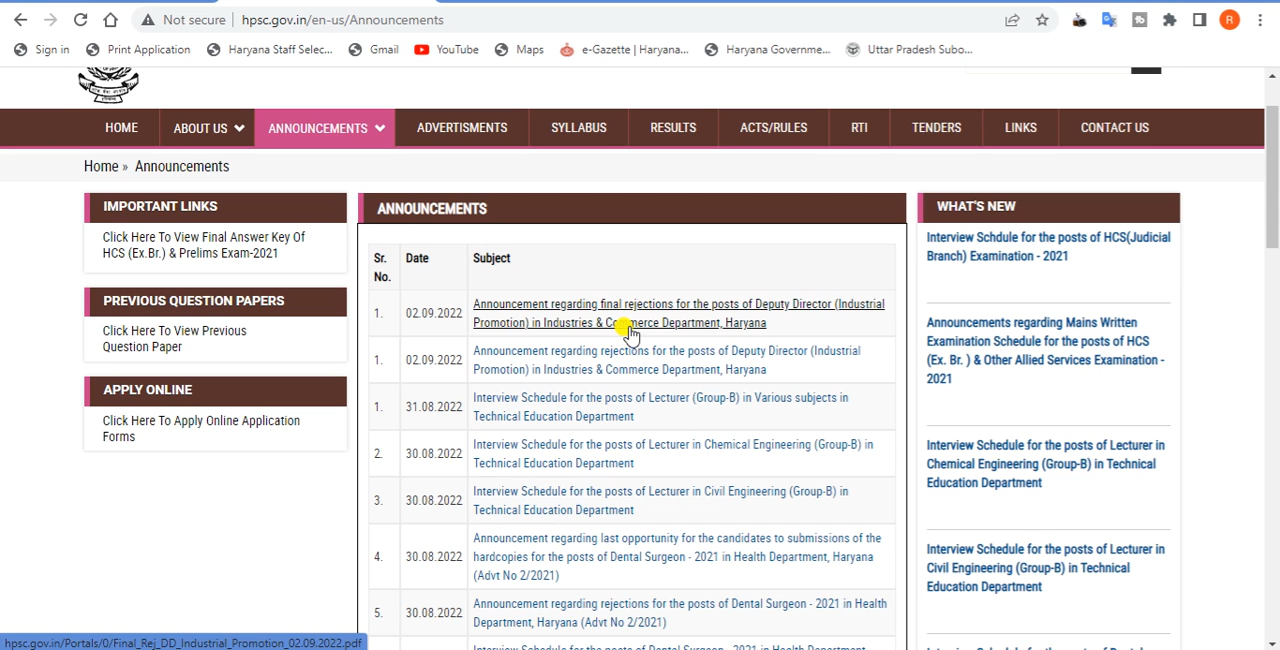 Not secure | hpsc.gov.in/en-us/Announcements
R
Sign in
Print Application
Haryana Staff Selec...
Gmail
YouTube
Maps
e-Gazette | Haryana...
Haryana Governme...
Uttar Pradesh Subo...
HOME
ABOUT US
ANNOUNCEMENTS
ADVERTISMENTS
SYLLABUS
RESULTS
ACTS/RULES
RTI
TENDERS
LINKS
CONTACT US
Home » Announcements
IMPORTANT LINKS
Click Here To View Final Answer Key Of
HCS (Ex.Br.) & Prelims Exam-2021
PREVIOUS QUESTION PAPERS
Click Here To View Previous
Question Paper
APPLY ONLINE
Click Here To Apply Online Application
Forms
ANNOUNCEMENTS
Sr.
No.
Date
Subject
1.
02.09.2022
Announcement regarding final rejections for the posts of Deputy Director (Industrial
Promotion) in Industries & Commerce Department, Haryana
1.
02.09.2022
Announcement regarding rejections for the posts of Deputy Director (Industrial
Promotion) in Industries & Commerce Department, Haryana
1.
31.08.2022
Interview Schedule for the posts of Lecturer (Group-B) in Various subjects in
Technical Education Department
2.
30.08.2022
Interview Schedule for the posts of Lecturer in Chemical Engineering (Group-B) in
Technical Education Department
3.
30.08.2022
Interview Schedule for the posts of Lecturer in Civil Engineering (Group-B) in
Technical Education Department
4.
30.08.2022
Announcement regarding last opportunity for the candidates to submissions of the
hardcopies for the posts of Dental Surgeon - 2021 in Health Department, Haryana
(Advt No 2/2021)
5.
30.08.2022
Announcement regarding rejections for the posts of Dental Surgeon - 2021 in Health
Department, Haryana (Advt No 2/2021)
WHAT'S NEW
Interview Schdule for the posts of HCS(Judicial
Branch) Examination - 2021
Announcements regarding Mains Written
Examination Schedule for the posts of HCS
(Ex. Br. ) & Other Allied Services Examination -
2021
Interview Schedule for the posts of Lecturer in
Chemical Engineering (Group-B) in Technical
Education Department
Interview Schedule for the posts of Lecturer in
Civil Engineering (Group-B) in Technical
Education Department
hpsc.gov.in/Portals/0/Final_Rej_DD_Industrial_Promotion_02.09.2022.pdf